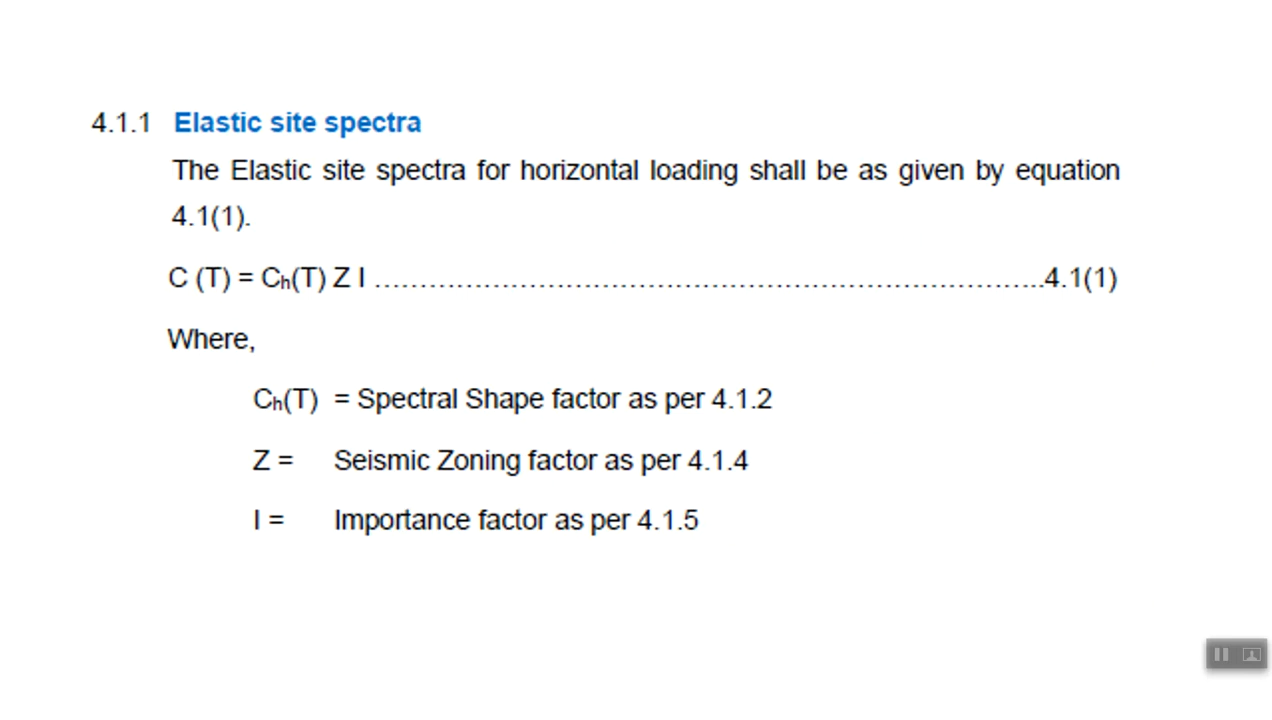 4.1.1 Elastic site spectra
The Elastic site spectra for horizontal loading shall be as given by equation
4.1(1).
C (T) = Ch(T) Z I ……………………………………………………………………..4.1(1)
Where,
Ch(T) = Spectral Shape factor as per 4.1.2
Z = Seismic Zoning factor as per 4.1.4
I = Importance factor as per 4.1.5